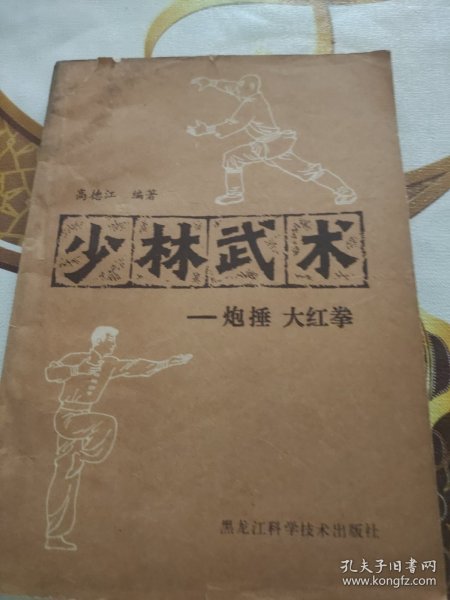 高德江 编著
少林武术
—炮捶 大红拳
黑龙江科学技术出版社
孔夫子旧书网
www.kongfz.com